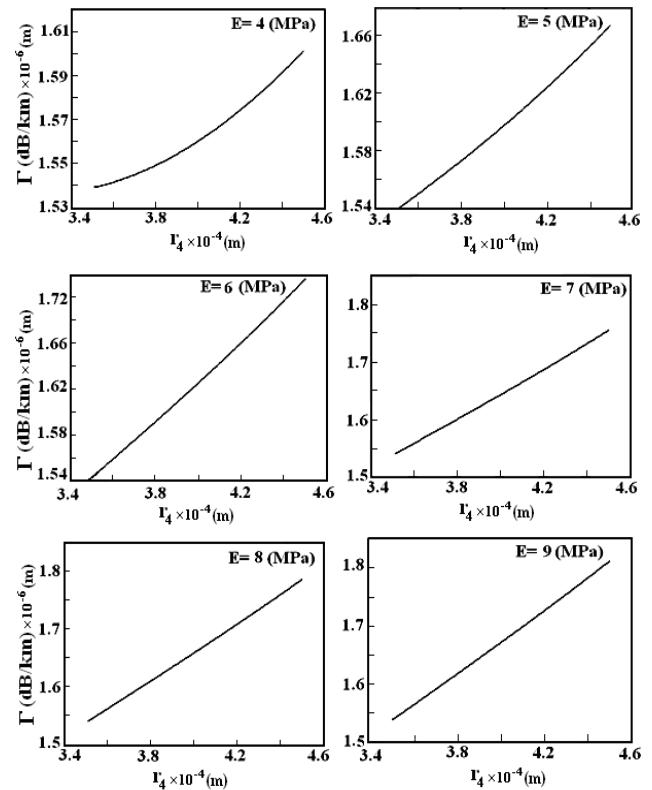 E= 4 (MPa)
Γ (dB/km) ×10⁻⁶ (m)
1.61
1.59
1.57
1.55
1.53
3.4 3.8 4.2 4.6
r₄ ×10⁻⁴ (m)
E= 5 (MPa)
1.66
1.62
1.58
1.54
3.4 3.8 4.2 4.6
r₄ ×10⁻⁴ (m)
E= 6 (MPa)
Γ (dB/km) ×10⁻⁶ (m)
1.72
1.66
1.62
1.58
1.54
3.4 3.8 4.2 4.6
r₄ ×10⁻⁴ (m)
E= 7 (MPa)
1.8
1.7
1.6
1.5
3.4 3.8 4.2 4.6
r₄ ×10⁻⁴ (m)
E= 8 (MPa)
Γ (dB/km) ×10⁻⁶ (m)
1.8
1.7
1.6
1.5
3.4 3.8 4.2 4.6
r₄ ×10⁻⁴ (m)
E= 9 (MPa)
1.8
1.7
1.6
1.5
3.4 3.8 4.2 4.6
r₄ ×10⁻⁴ (m)